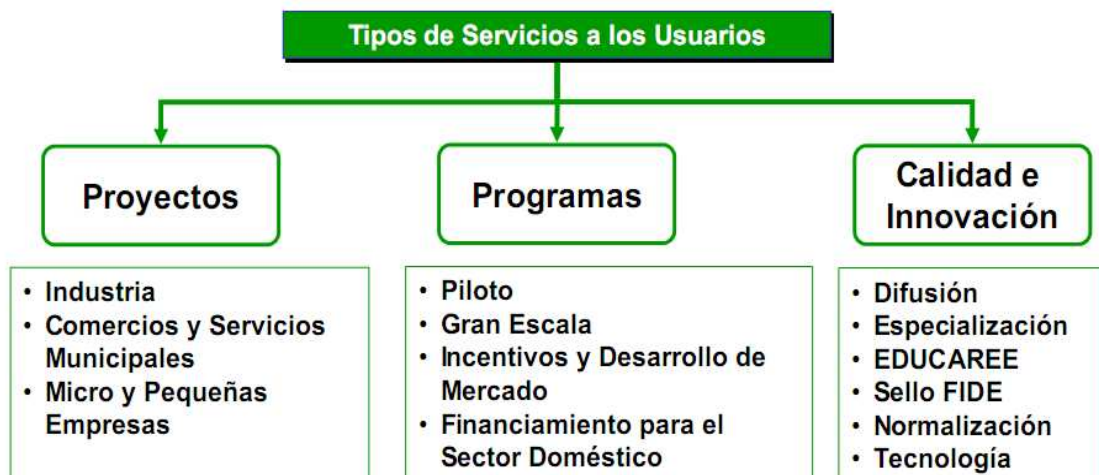 Tipos de Servicios a los Usuarios
Proyectos
• Industria
• Comercios y Servicios
Municipales
• Micro y Pequeñas
Empresas
Programas
• Piloto
• Gran Escala
• Incentivos y Desarrollo de
Mercado
• Financiamiento para el
Sector Doméstico
Calidad e
Innovación
• Difusión
• Especialización
• EDUCAREE
• Sello FIDE
• Normalización
• Tecnología